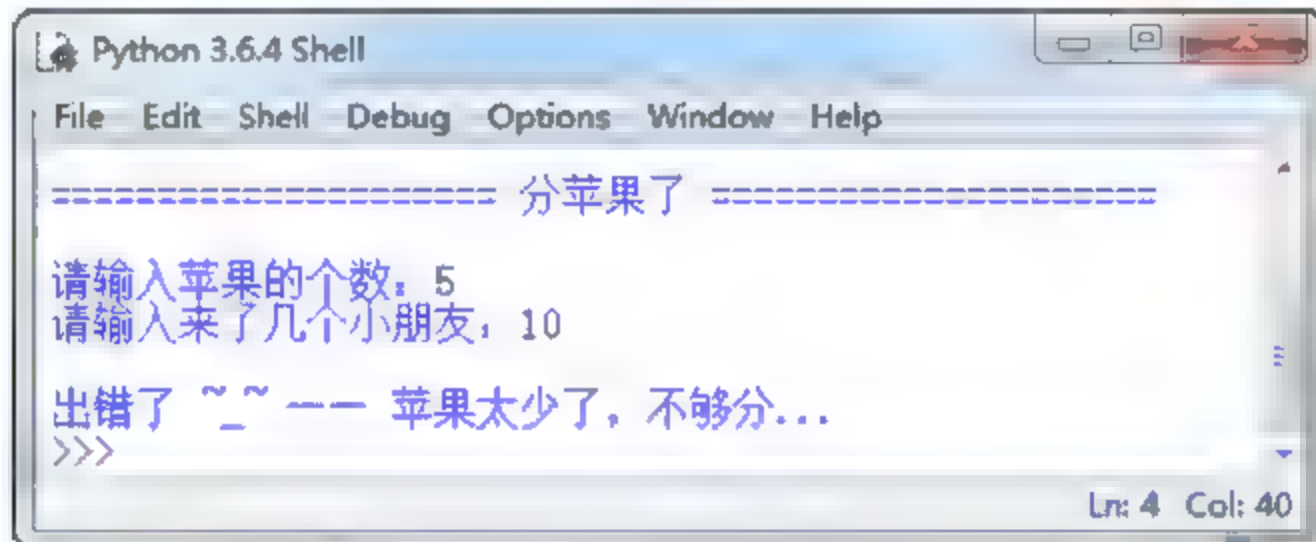 Python 3.6.4 Shell
File Edit Shell Debug Options Window Help
===================== 分苹果了 =====================
请输入苹果的个数：5
请输入来了几个小朋友：10
出错了 ~_~ —— 苹果太少了，不够分...
>>>
Ln: 4 Col: 40